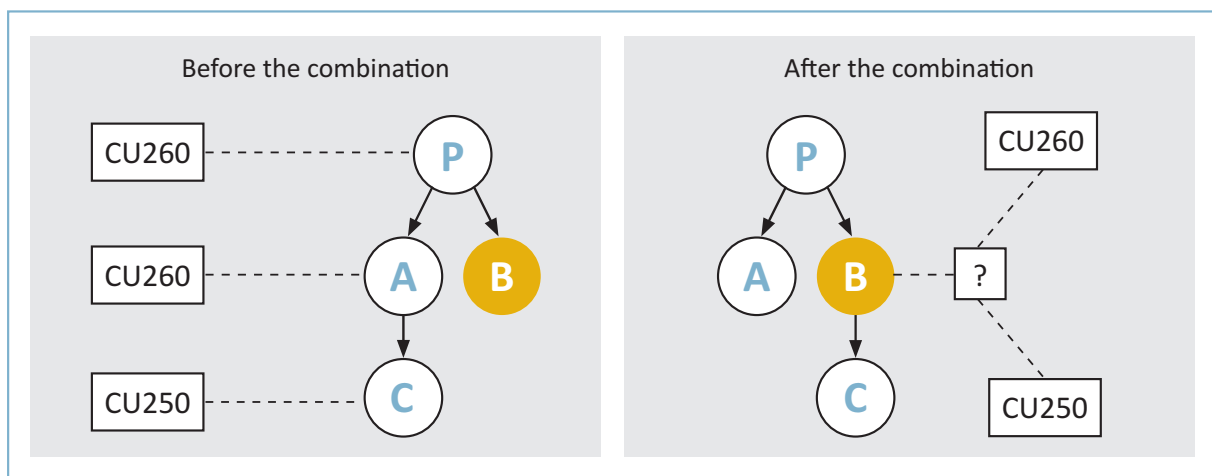 Before the combination
CU260
P
CU260
A
B
CU250
C
After the combination
P
CU260
A
B
?
C
CU250